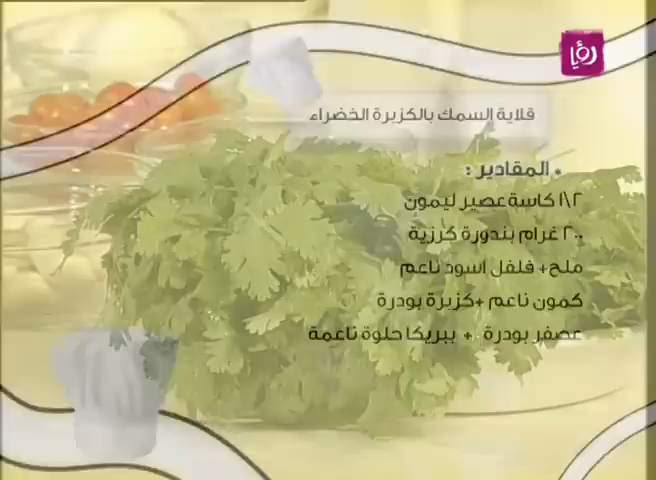 رؤيا
قلاية السمك بالكزبرة الخضراء
* المقادير :
١\٢ كاسة عصير ليمون
٢٠٠ غرام بندورة كرزية
ملح+ فلفل اسود ناعم
كمون ناعم +كزبرة بودرة
عصفر بودرة + ببريكا حلوة ناعمة